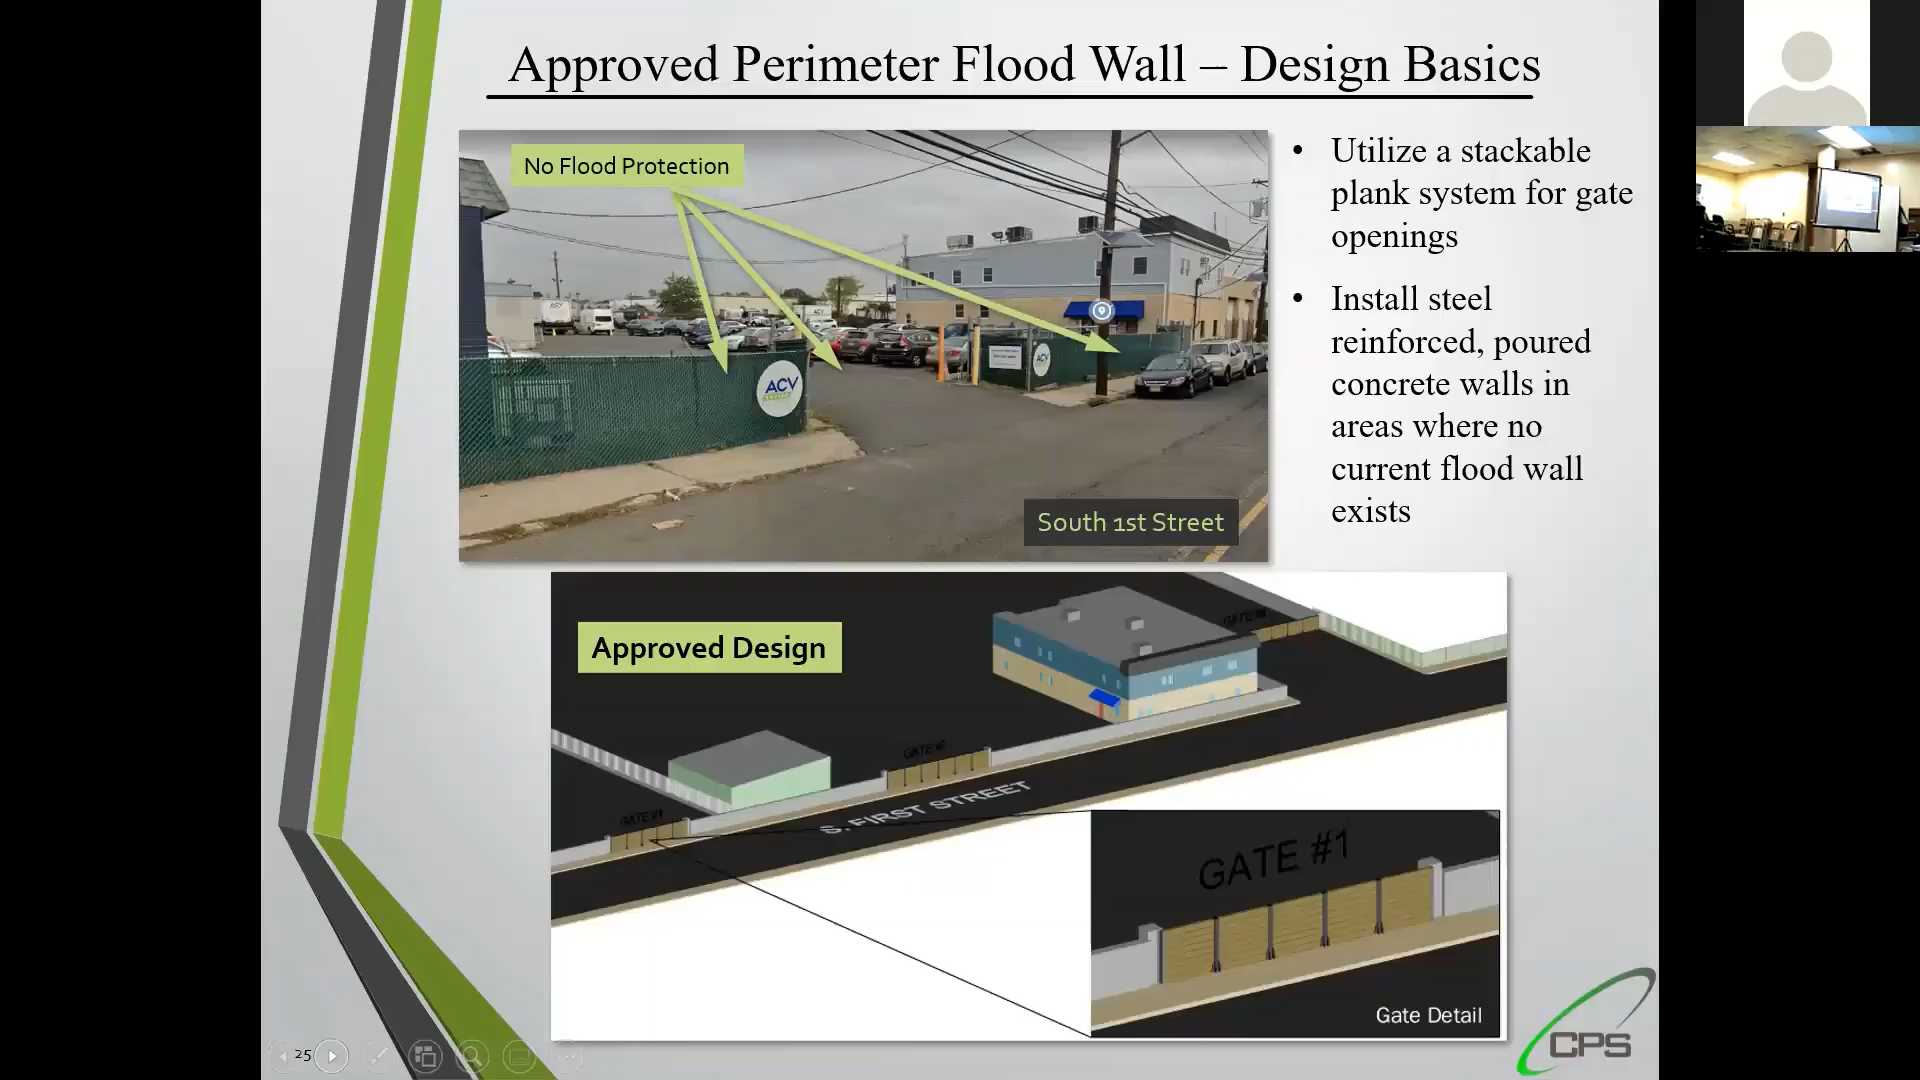 Approved Perimeter Flood Wall – Design Basics
No Flood Protection
ACV
ACV
South 1st Street
• Utilize a stackable
plank system for gate
openings
• Install steel
reinforced, poured
concrete walls in
areas where no
current flood wall
exists
Approved Design
GATE #1
S. FIRST STREET
GATE #1
Gate Detail
CPS
25